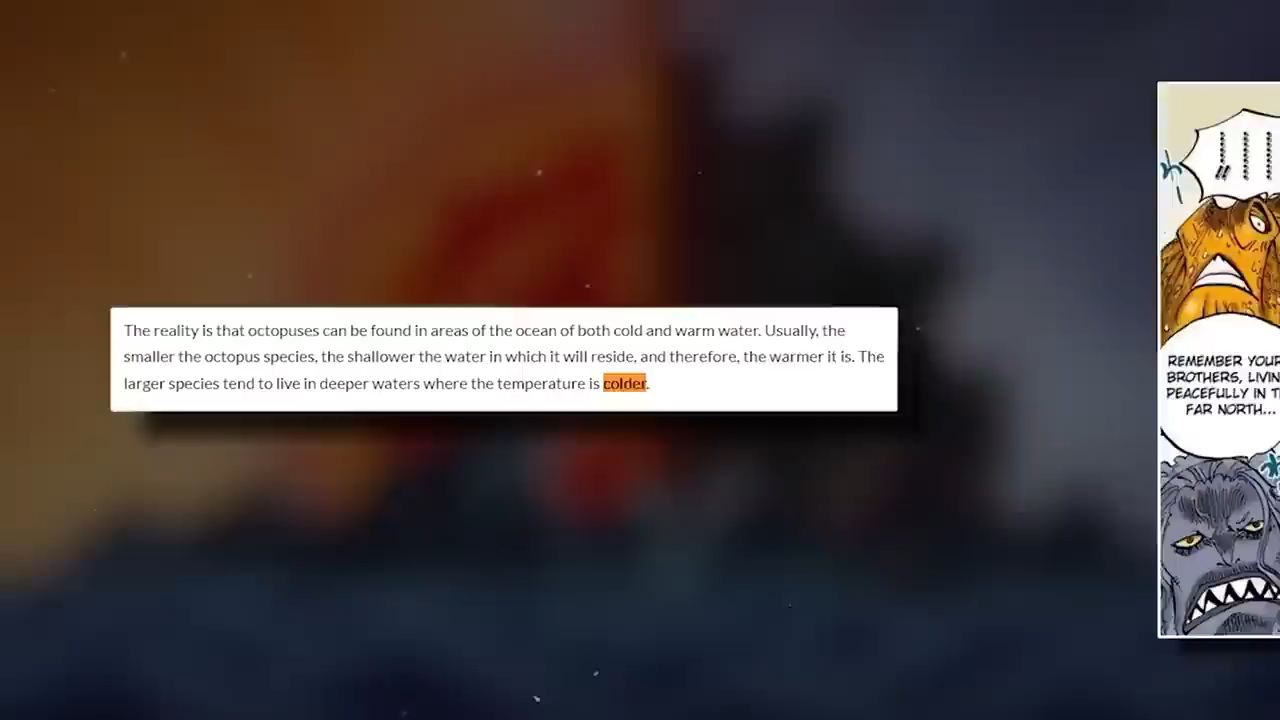 The reality is that octopuses can be found in areas of the ocean of both cold and warm water. Usually, the
smaller the octopus species, the shallower the water in which it will reside, and therefore, the warmer it is. The
larger species tend to live in deeper waters where the temperature is colder.
REMEMBER YOUR
BROTHERS, LIVIN
PEACEFULLY IN T
FAR NORTH...